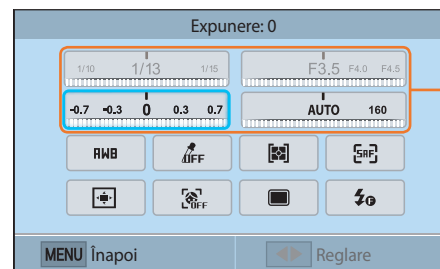 Expunere: 0
1/10 1/13 1/15 F3.5 F4.0 F4.5
-0.7 -0.3 0 0.3 0.7 AUTO 160
AWB OFF SAF
OFF
MENU Înapoi Reglare